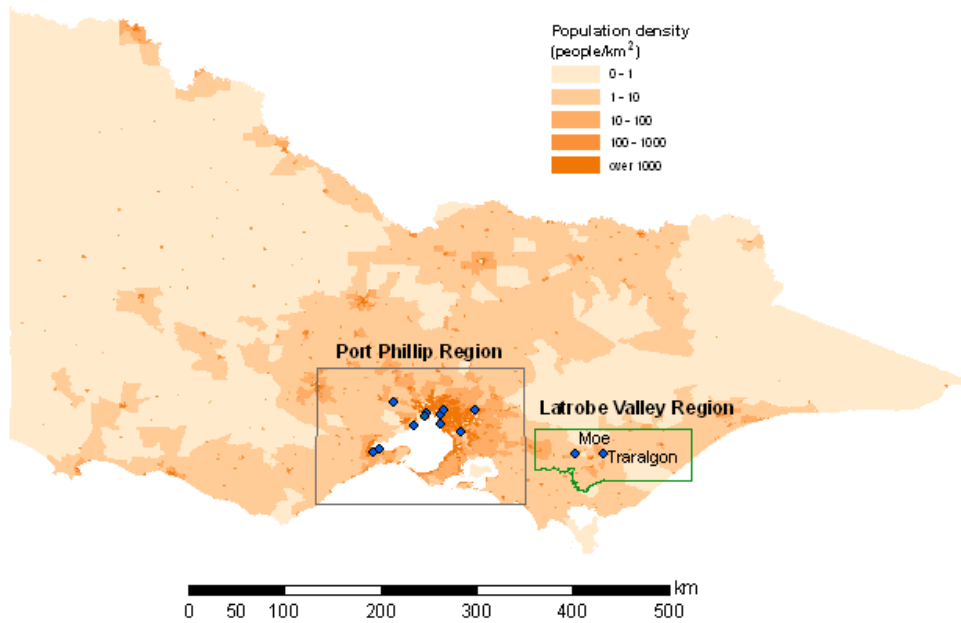 Population density
(people/km²)
0 - 1
1 - 10
10 - 100
100 - 1000
over 1000
Port Phillip Region
Latrobe Valley Region
Moe
Traralgon
km
0 50 100 200 300 400 500